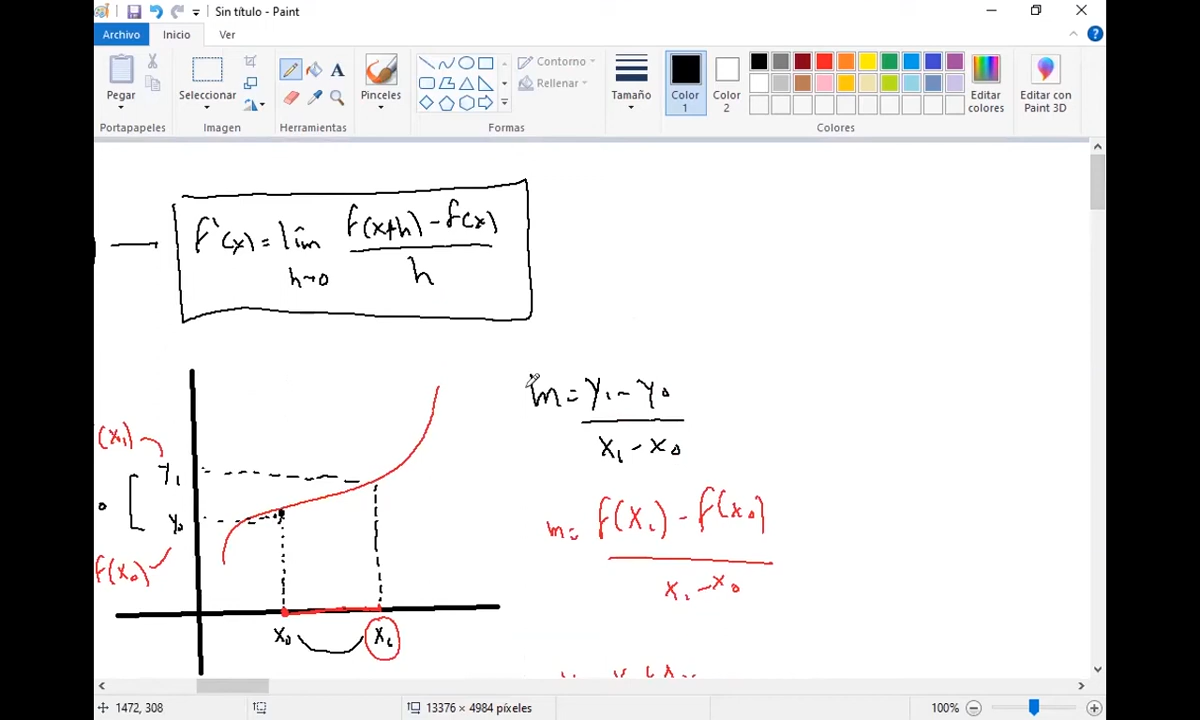 Sin título - Paint
Archivo Inicio Ver
Pegar
Seleccionar
Pinceles
Contorno
Rellenar
Tamaño
Color 1
Color 2
Editar colores
Editar con Paint 3D
Portapapeles Imagen Herramientas Formas Colores
f'(x) = lim h→0 f(x+h) - f(x) / h
m = y₁ - y₀ / x₁ - x₀
(x₁)
y₁
y₀
f(x₀)
x₀ x₁
m = f(x₁) - f(x₀) / x₁ - x₀
1472, 308 13376 × 4984 píxeles 100%